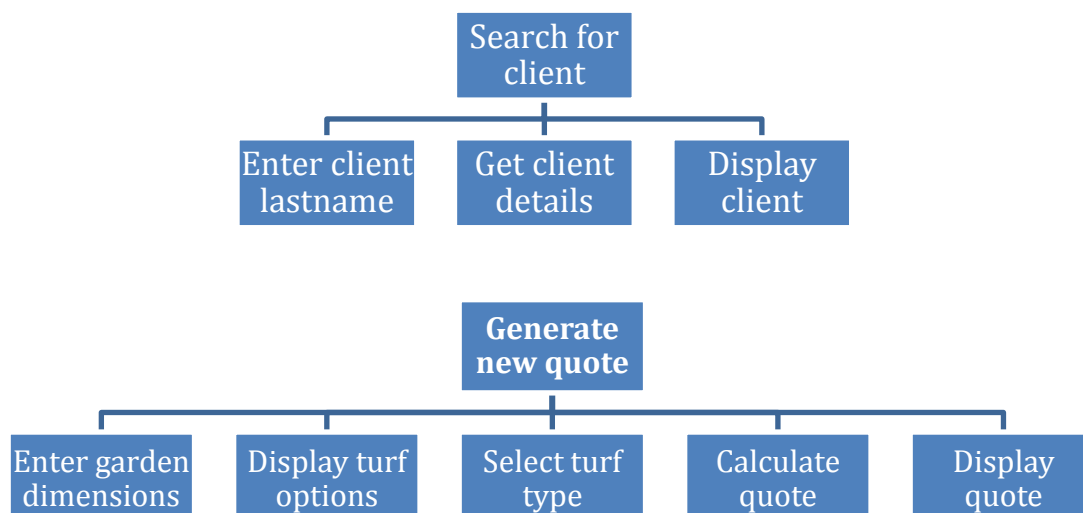 Search for
client
Enter client
lastname
Get client
details
Display
client
Generate
new quote
Enter garden
dimensions
Display turf
options
Select turf
type
Calculate
quote
Display
quote